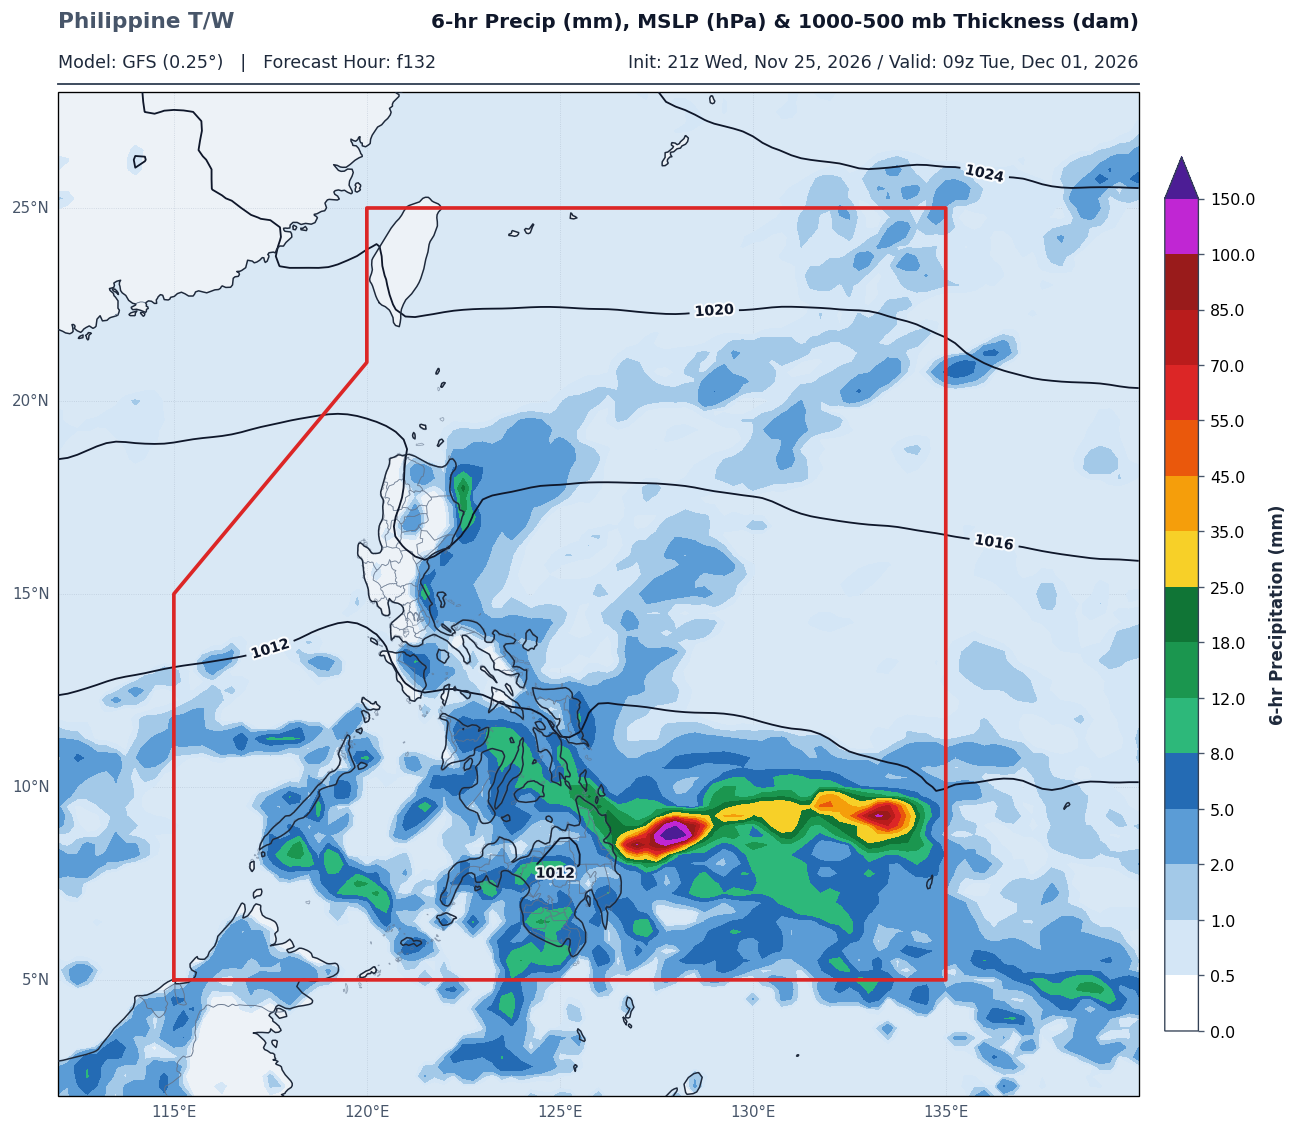 Philippine T/W
6-hr Precip (mm), MSLP (hPa) & 1000-500 mb Thickness (dam)
Model: GFS (0.25°) | Forecast Hour: f132
Init: 21z Wed, Nov 25, 2026 / Valid: 09z Tue, Dec 01, 2026
1024
1020
1016
1012
1012
25°N
20°N
15°N
10°N
5°N
115°E
120°E
125°E
130°E
135°E
150.0
100.0
85.0
70.0
55.0
45.0
35.0
25.0
18.0
12.0
8.0
5.0
2.0
1.0
0.5
0.0
6-hr Precipitation (mm)